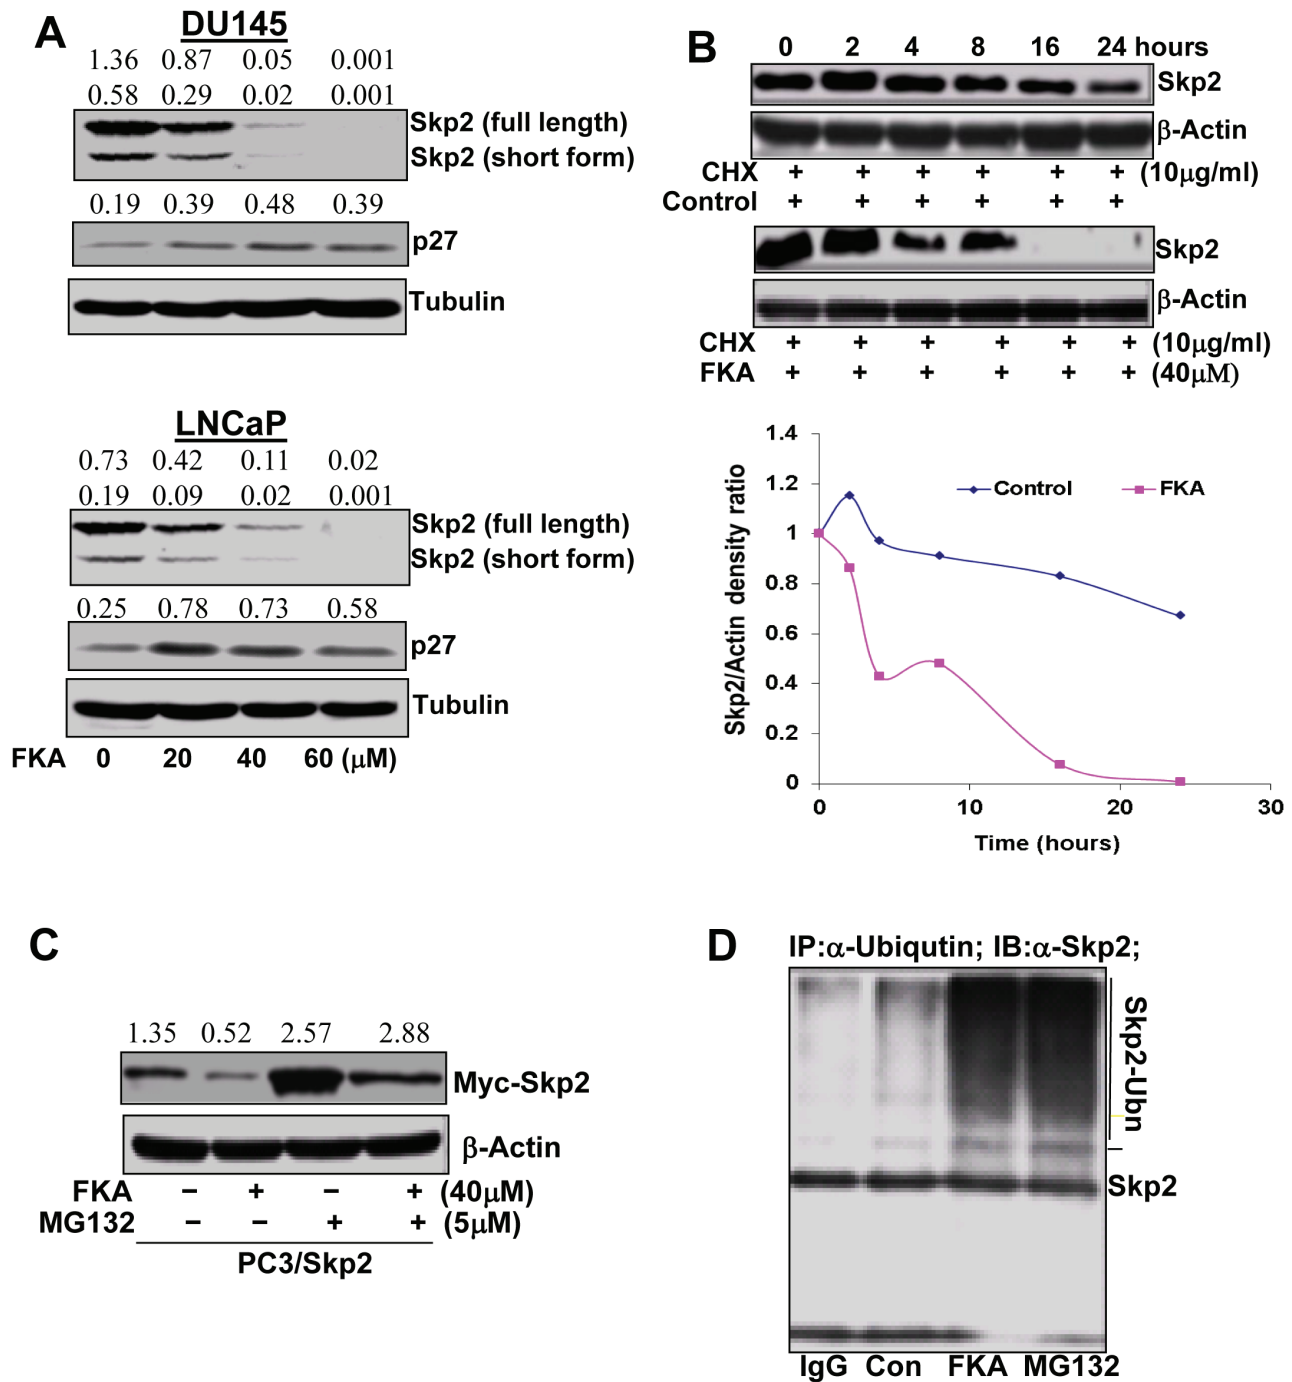 A
DU145
1.36 0.87 0.05 0.001
0.58 0.29 0.02 0.001
Skp2 (full length)
Skp2 (short form)
0.19 0.39 0.48 0.39
p27
Tubulin
LNCaP
0.73 0.42 0.11 0.02
0.19 0.09 0.02 0.001
Skp2 (full length)
Skp2 (short form)
0.25 0.78 0.73 0.58
p27
Tubulin
FKA 0 20 40 60 (μM)
B
0 2 4 8 16 24 hours
Skp2
β-Actin
CHX + + + + + + (10μg/ml)
Control + + + + + +
Skp2
β-Actin
CHX + + + + + + (10μg/ml)
FKA + + + + + + (40μM)
1.4
1.2
1
0.8
0.6
0.4
0.2
0
Skp2/Actin density ratio
Control FKA
0 10 20 30
Time (hours)
C
1.35 0.52 2.57 2.88
Myc-Skp2
β-Actin
FKA − + − + (40μM)
MG132 − − + + (5μM)
PC3/Skp2
D
IP:α-Ubiqutin; IB:α-Skp2;
Skp2-Ubn
Skp2
IgG Con FKA MG132